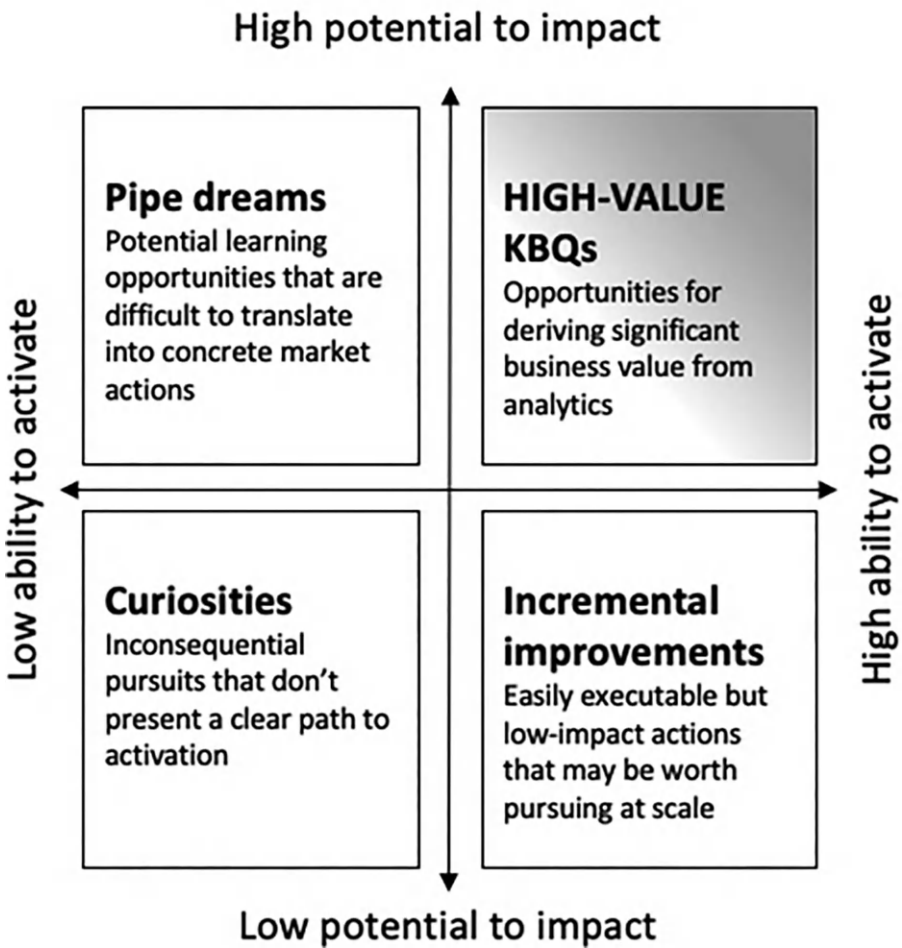 High potential to impact
Pipe dreams
Potential learning
opportunities that are
difficult to translate
into concrete market
actions
HIGH-VALUE
KBQs
Opportunities for
deriving significant
business value from
analytics
Low ability to activate
High ability to activate
Curiosities
Inconsequential
pursuits that don't
present a clear path to
activation
Incremental
improvements
Easily executable but
low-impact actions
that may be worth
pursuing at scale
Low potential to impact